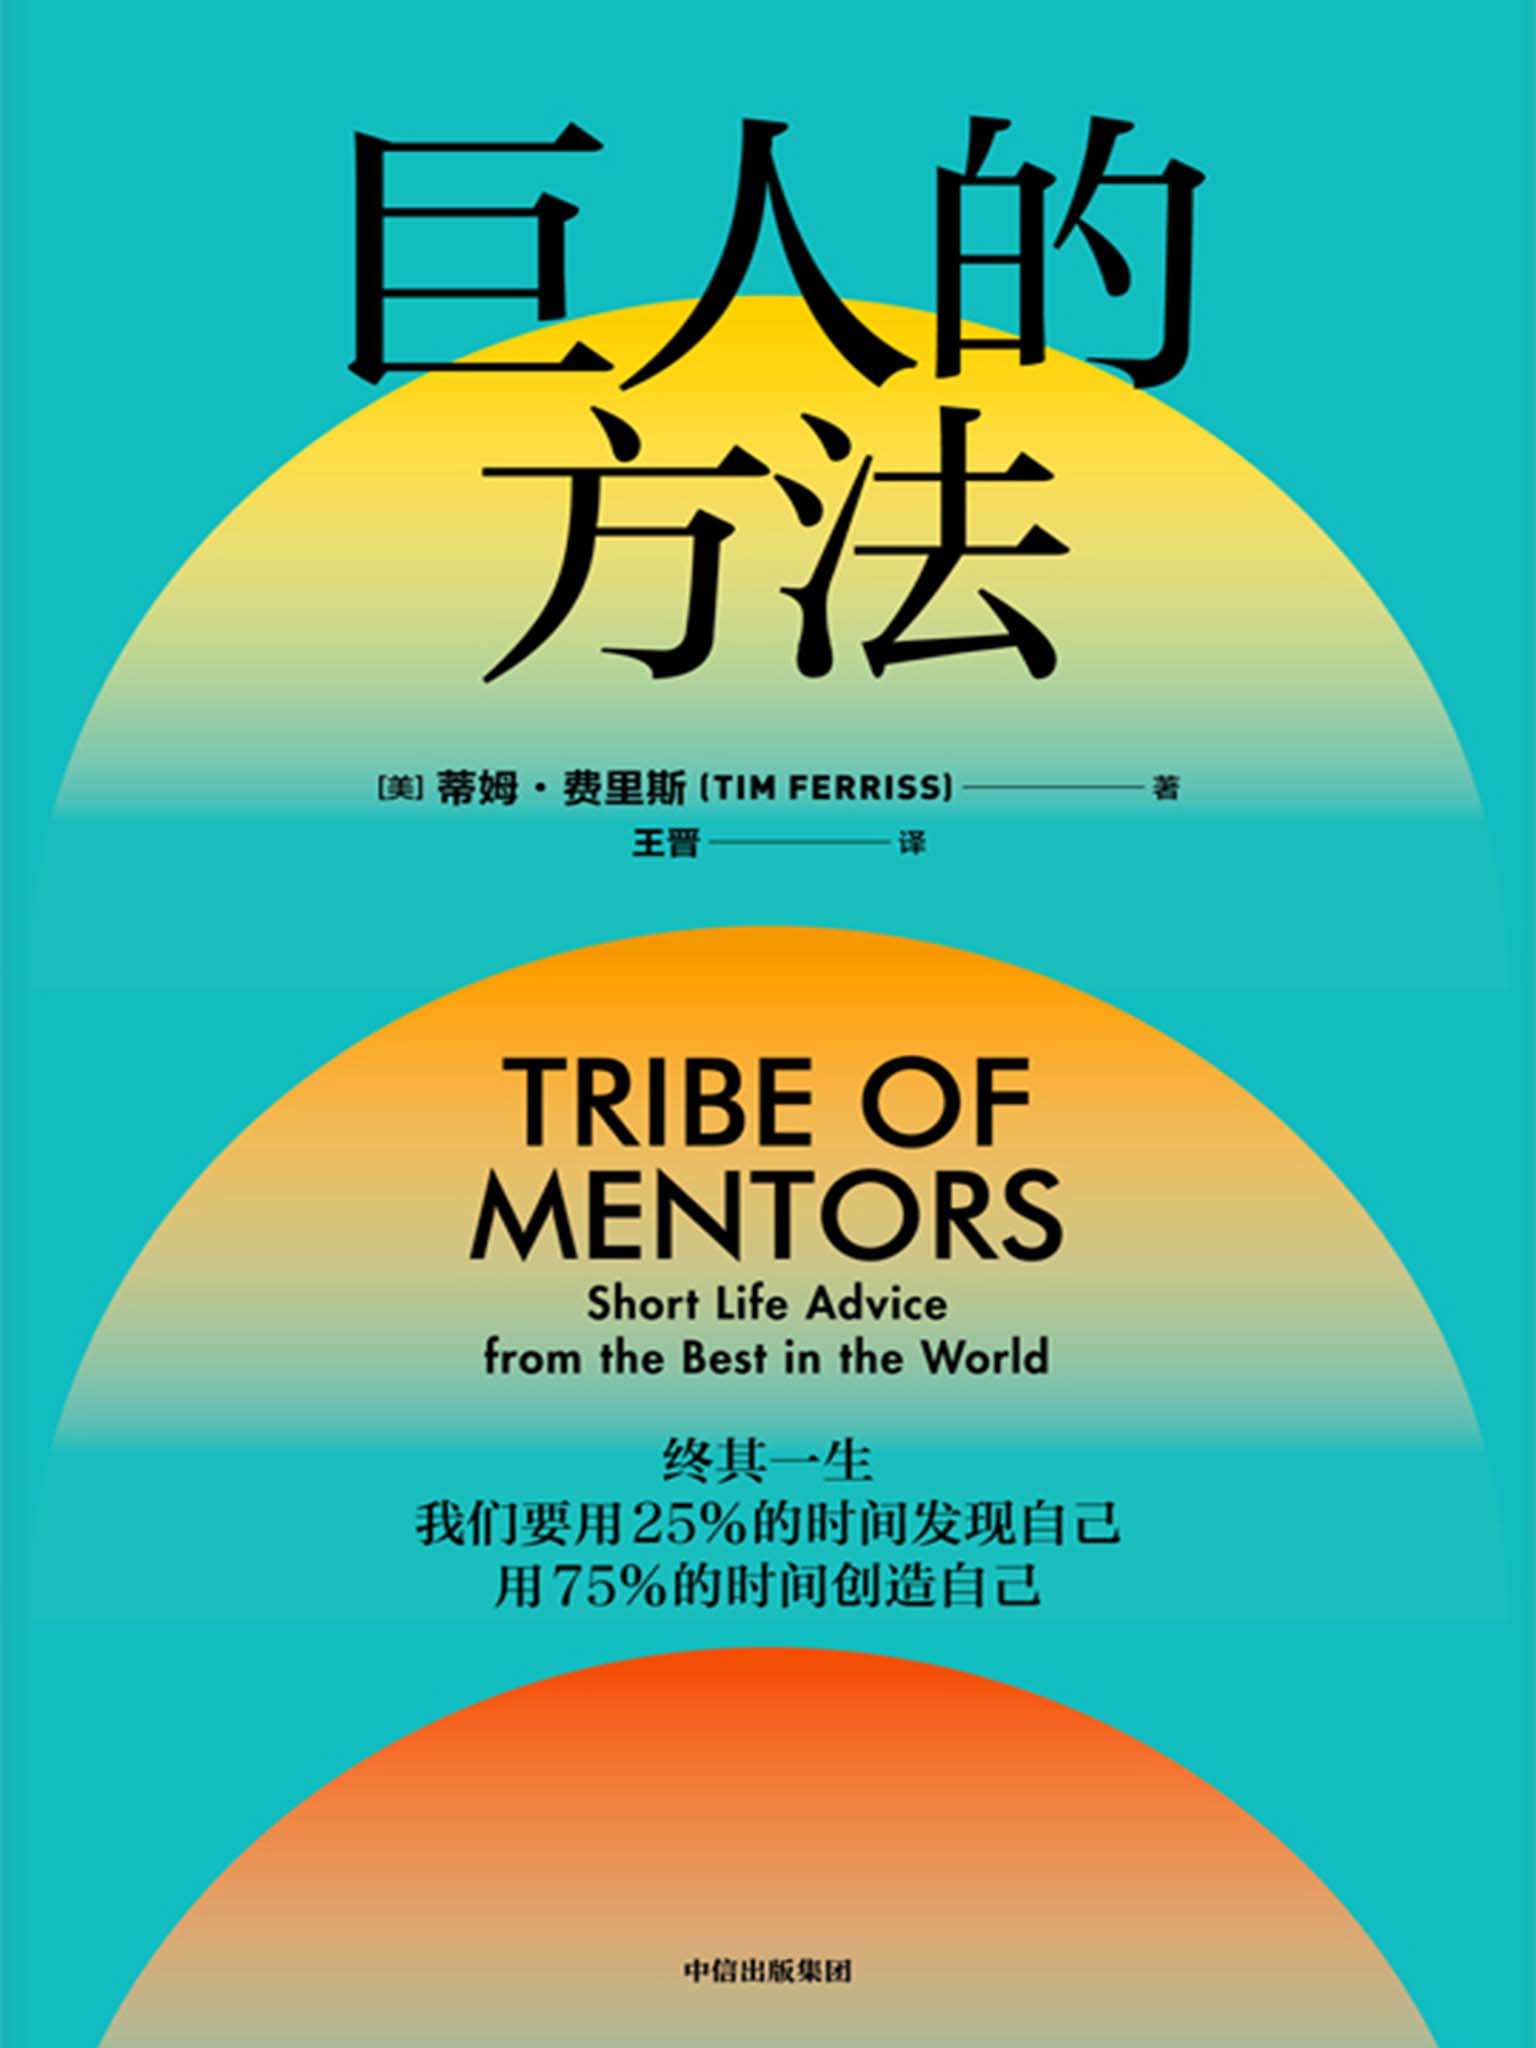 巨人的
方法
[美] 蒂姆·费里斯 (TIM FERRISS) 著
王晋 译
TRIBE OF
MENTORS
Short Life Advice
from the Best in the World
终其一生
我们要用25%的时间发现自己
用75%的时间创造自己
中信出版集团